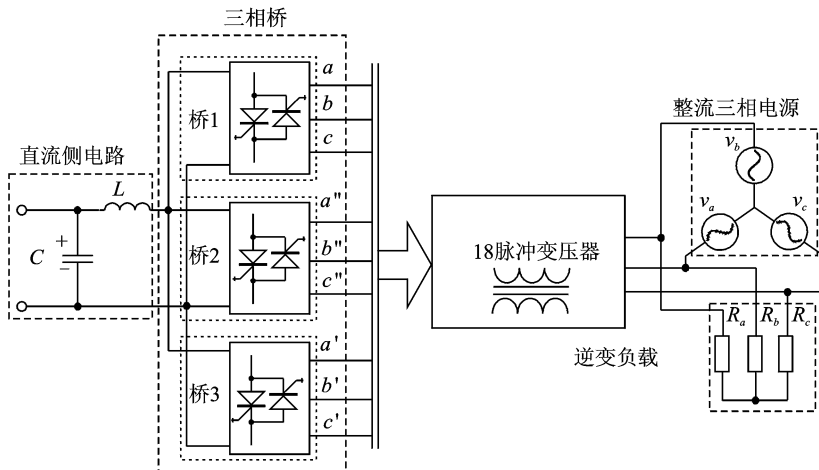 三相桥
桥1
a
b
c
直流侧电路
L
C
+
−
桥2
a"
b"
c"
桥3
a'
b'
c'
18脉冲变压器
整流三相电源
v_b
v_a
v_c
逆变负载
R_a R_b R_c